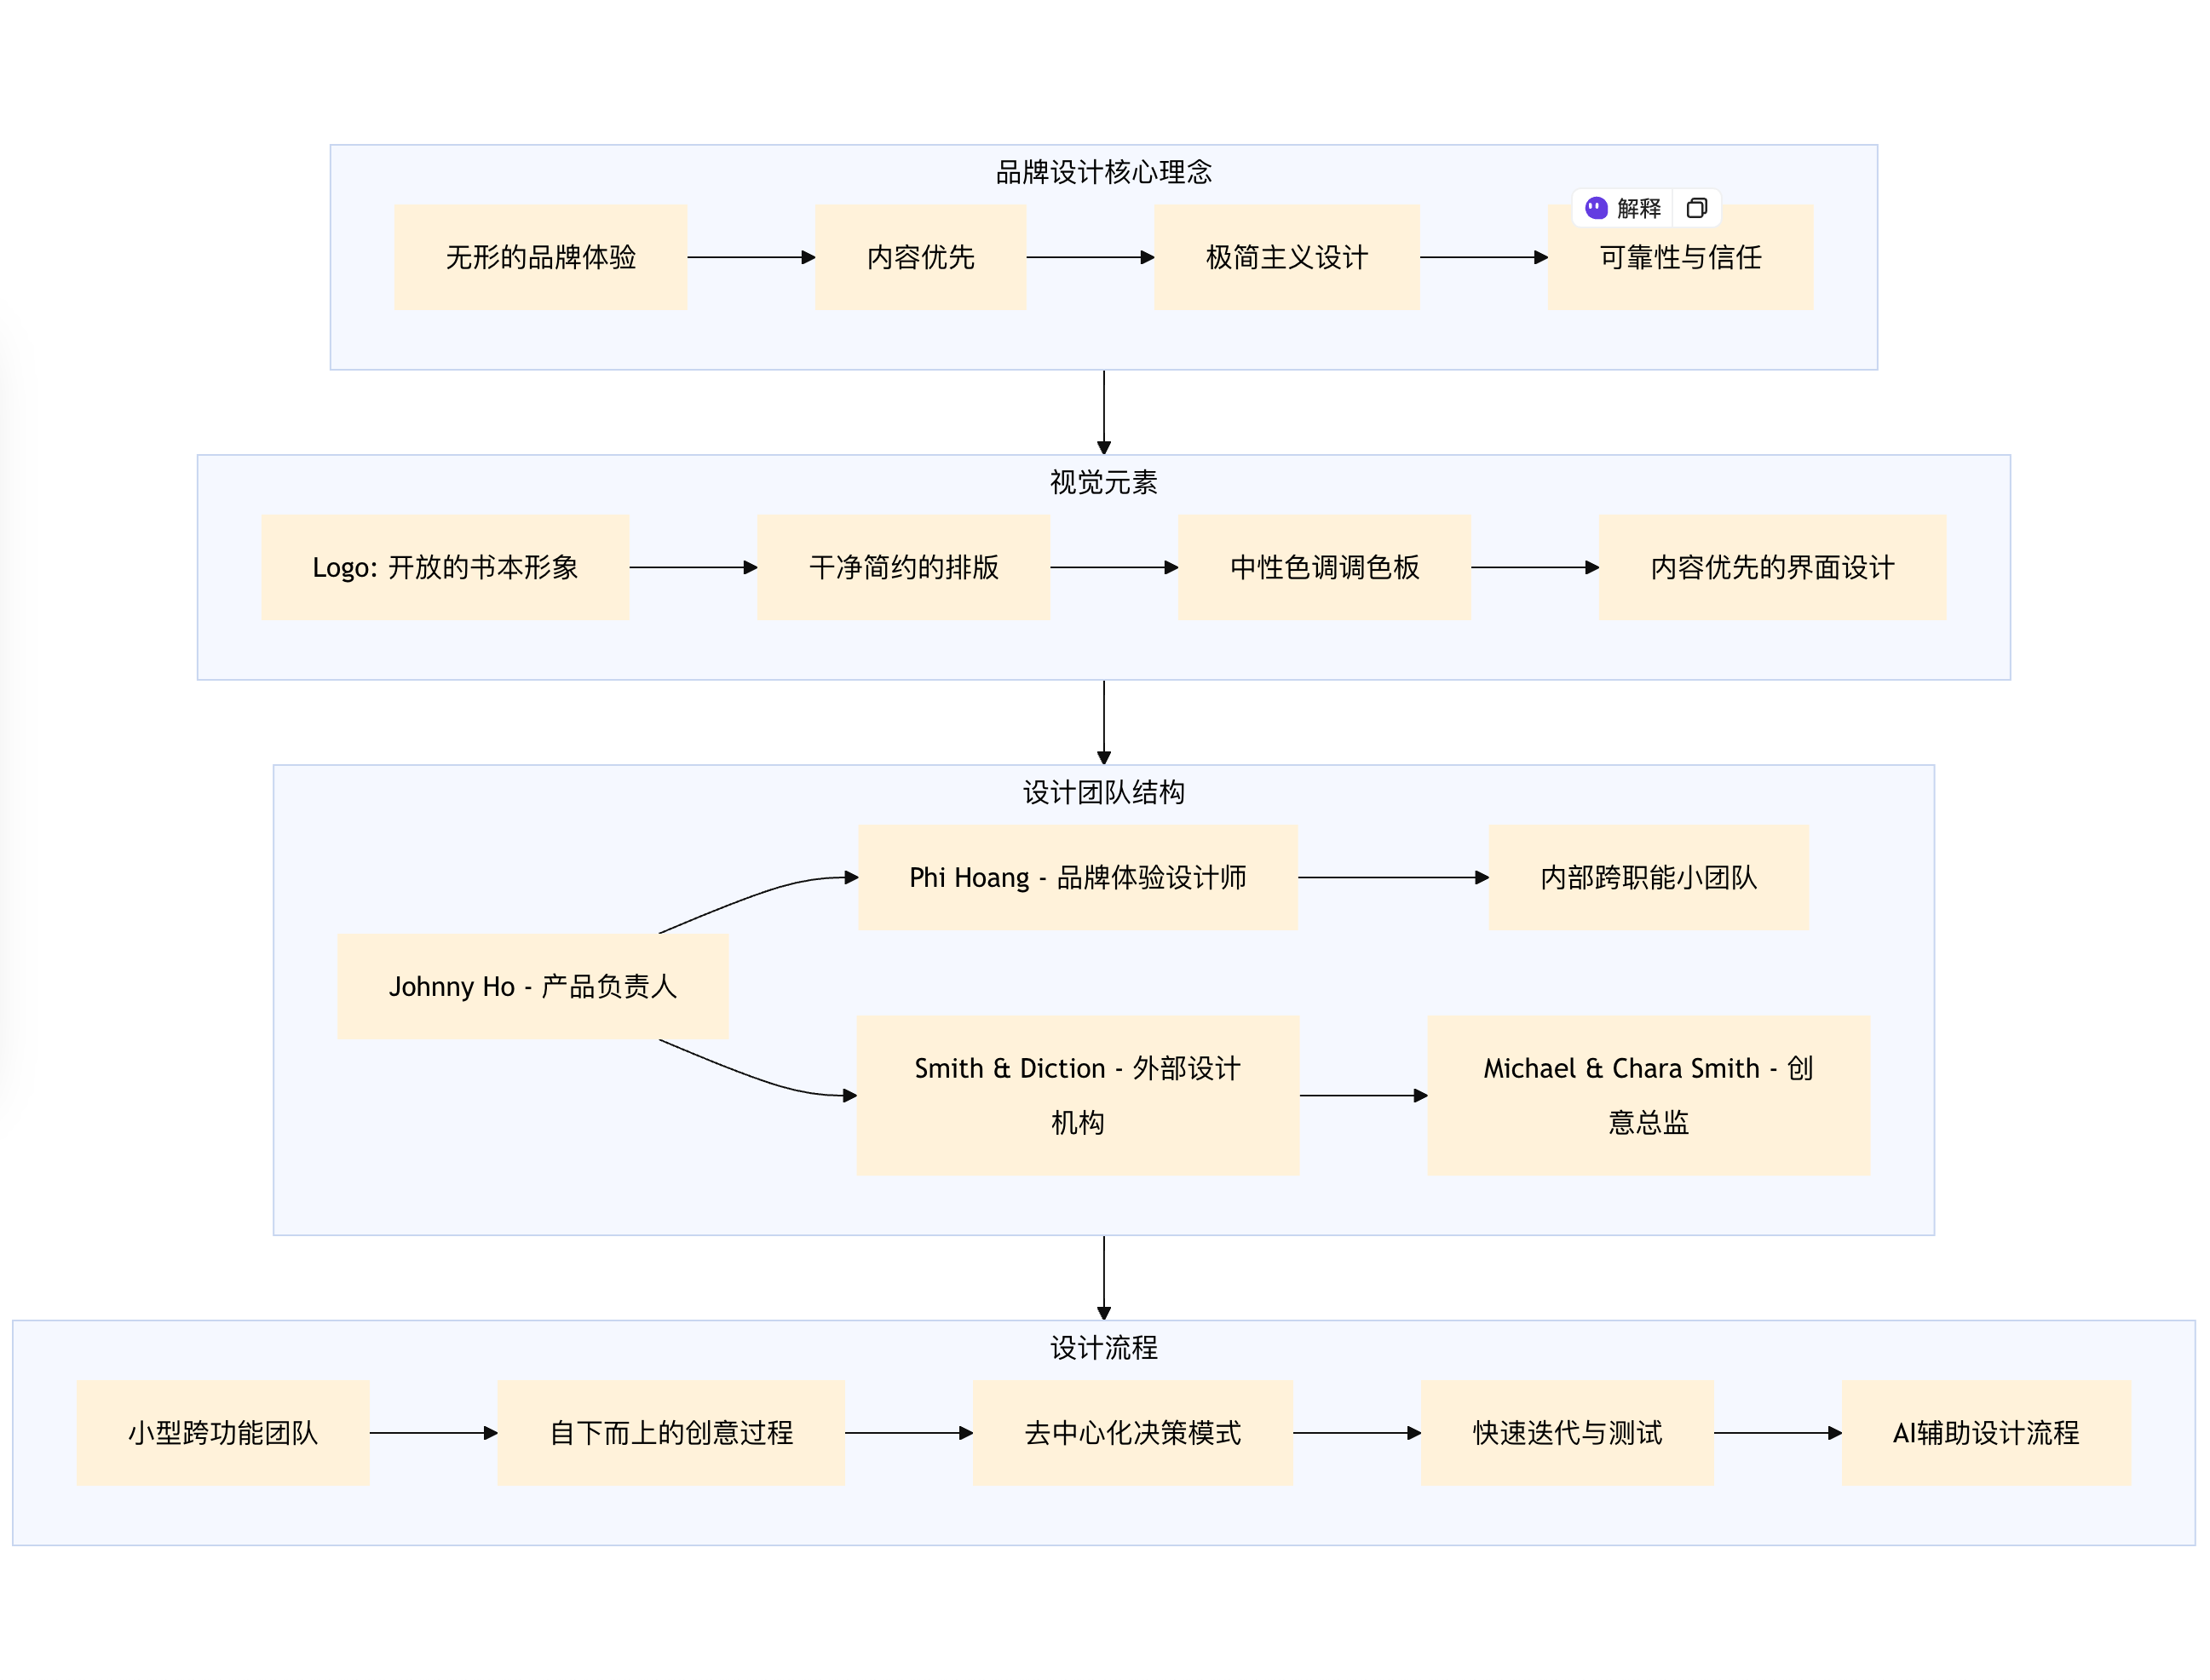 品牌设计核心理念
解释
无形的品牌体验
内容优先
极简主义设计
可靠性与信任
视觉元素
Logo: 开放的书本形象
干净简约的排版
中性色调调色板
内容优先的界面设计
设计团队结构
Phi Hoang - 品牌体验设计师
内部跨职能小团队
Johnny Ho - 产品负责人
Smith & Diction - 外部设计
机构
Michael & Chara Smith - 创
意总监
设计流程
小型跨功能团队
自下而上的创意过程
去中心化决策模式
快速迭代与测试
AI辅助设计流程